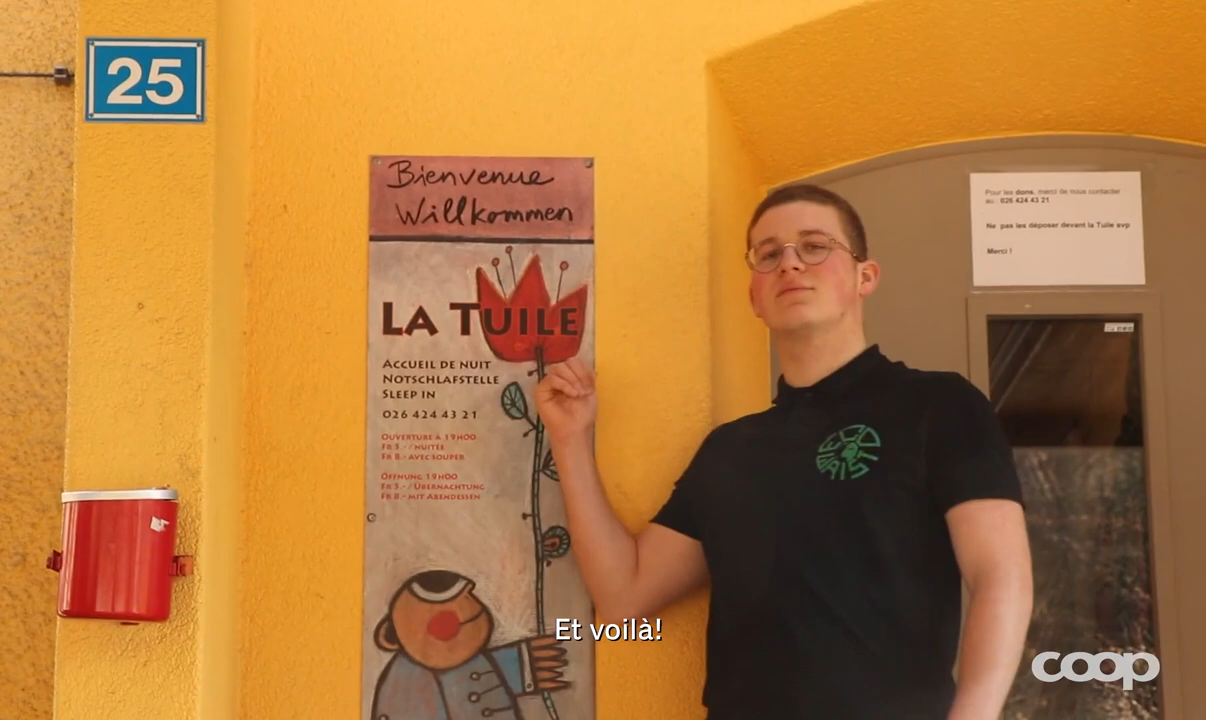 25
Bienvenue
Willkommen
LA TUILE
ACCUEIL DE NUIT
NOTSCHLAFSTELLE
SLEEP IN
026 424 43 21
OUVERTURE À 19H00
FR 5.- / NUITÉE
FR 8.- AVEC SOUPER
ÖFFNUNG 19H00
FR 5.- / ÜBERNACHTUNG
FR 8.- MIT ABENDESSEN
Pour les dons, merci de nous contacter
au : 026 424 43 21
Ne pas les déposer devant la Tuile svp
Merci !
Et voilà!
coop